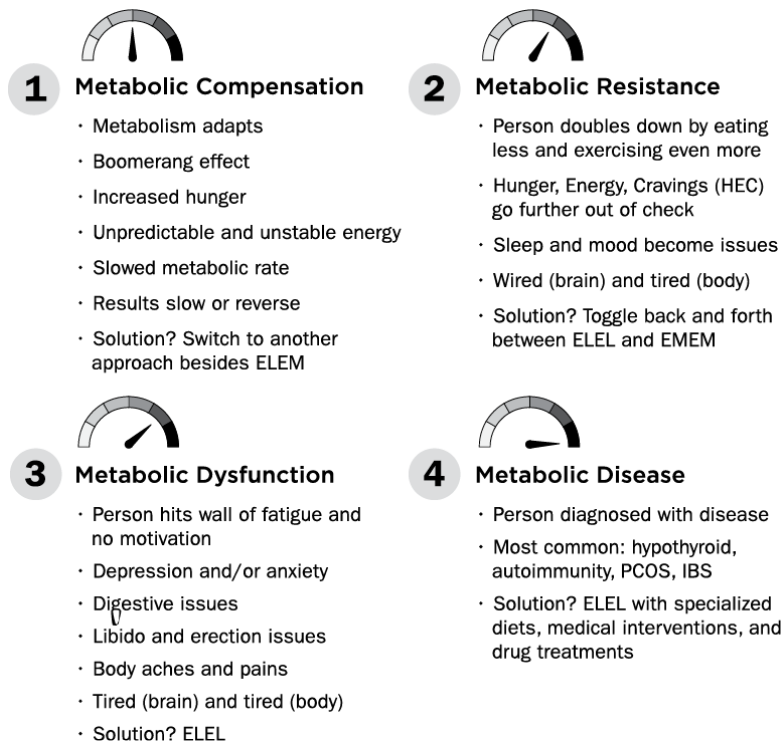 1 Metabolic Compensation
· Metabolism adapts
· Boomerang effect
· Increased hunger
· Unpredictable and unstable energy
· Slowed metabolic rate
· Results slow or reverse
· Solution? Switch to another
approach besides ELEM
2 Metabolic Resistance
· Person doubles down by eating
less and exercising even more
· Hunger, Energy, Cravings (HEC)
go further out of check
· Sleep and mood become issues
· Wired (brain) and tired (body)
· Solution? Toggle back and forth
between ELEL and EMEM
3 Metabolic Dysfunction
· Person hits wall of fatigue and
no motivation
· Depression and/or anxiety
· Digestive issues
· Libido and erection issues
· Body aches and pains
· Tired (brain) and tired (body)
· Solution? ELEL
4 Metabolic Disease
· Person diagnosed with disease
· Most common: hypothyroid,
autoimmunity, PCOS, IBS
· Solution? ELEL with specialized
diets, medical interventions, and
drug treatments